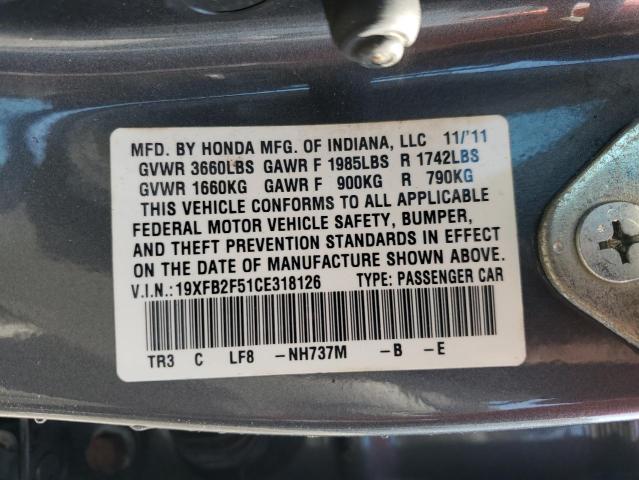 MFD. BY HONDA MFG. OF INDIANA, LLC 11/'11
GVWR 3660LBS GAWR F 1985LBS R 1742LBS
GVWR 1660KG GAWR F 900KG R 790KG
THIS VEHICLE CONFORMS TO ALL APPLICABLE
FEDERAL MOTOR VEHICLE SAFETY, BUMPER,
AND THEFT PREVENTION STANDARDS IN EFFECT
ON THE DATE OF MANUFACTURE SHOWN ABOVE.
V.I.N.:19XFB2F51CE318126 TYPE: PASSENGER CAR
TR3 C LF8 -NH737M -B -E